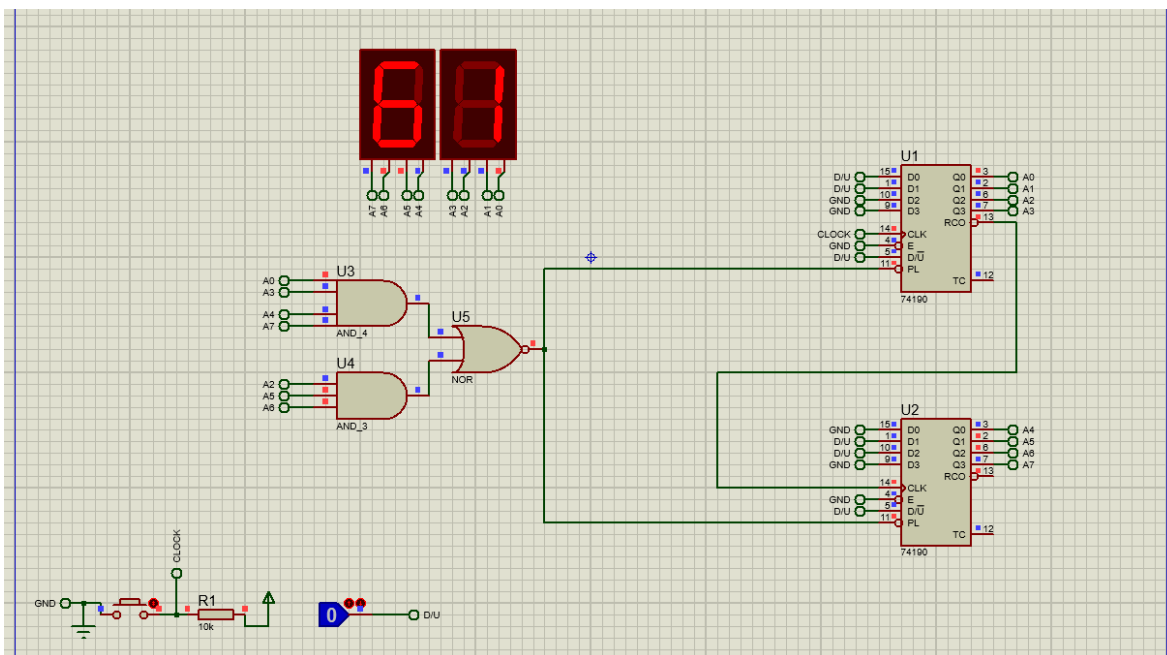 A7 A6 A5 A4 A3 A2 A1 A0
U1
D/U 15 D0 Q0 3 A0
D/U 1 D1 Q1 2 A1
GND 10 D2 Q2 6 A2
GND 9 D3 Q3 7 A3
RCO 13
CLOCK 14 CLK
GND 4 E
D/U 5 D/U
11 PL
TC 12
74190
U3
A0
A3
A4
A7
AND_4
U5
NOR
U4
A2
A5
A6
AND_3
U2
GND 15 D0 Q0 3 A4
D/U 1 D1 Q1 2 A5
D/U 10 D2 Q2 6 A6
GND 9 D3 Q3 7 A7
RCO 13
14 CLK
GND 4 E
D/U 5 D/U
11 PL
TC 12
74190
CLOCK
GND
R1
10k
0
D/U